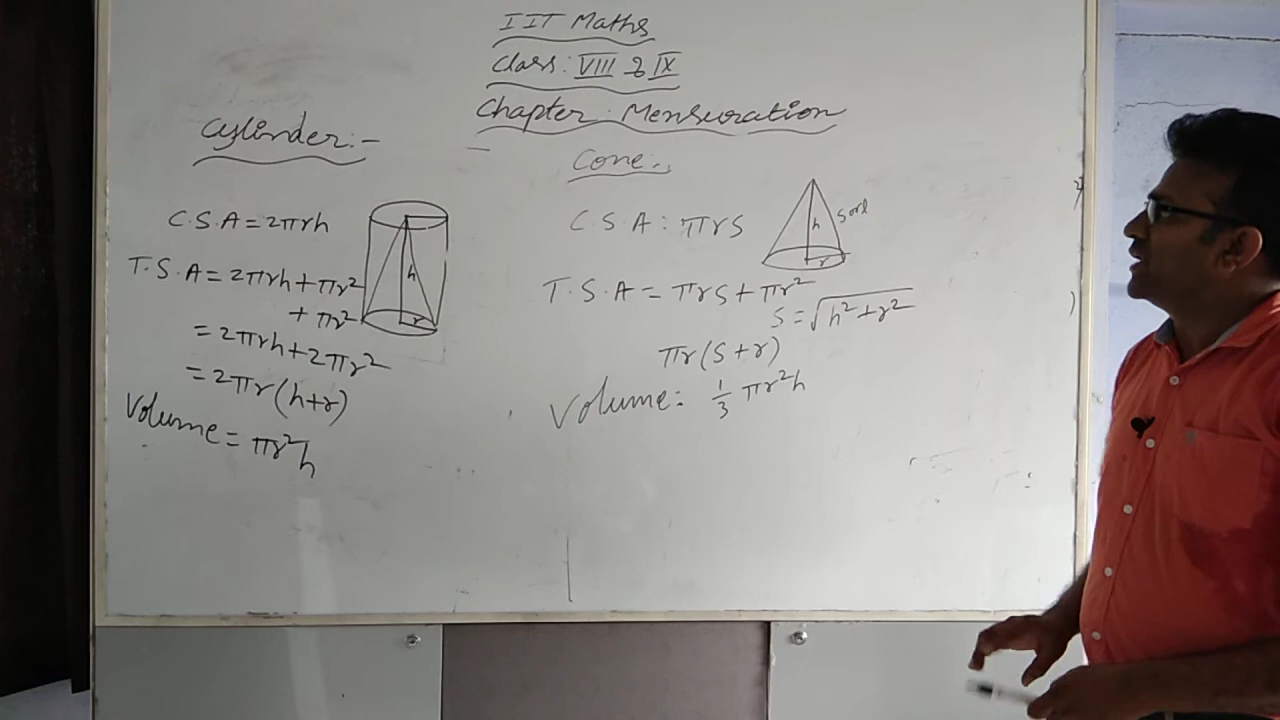 IIT Maths
Class: VIII & IX
Chapter: Mensuration
Cylinder:-
C.S.A = 2πrh
T.S.A = 2πrh + πr²
+ πr²
= 2πrh + 2πr²
= 2πr(h+r)
Volume = πr²h
h
r
Cone:
C.S.A: πrs
h
s or l
r
T.S.A = πrs + πr²
s = √(h² + r²)
πr(s+r)
Volume: 1/3 πr²h